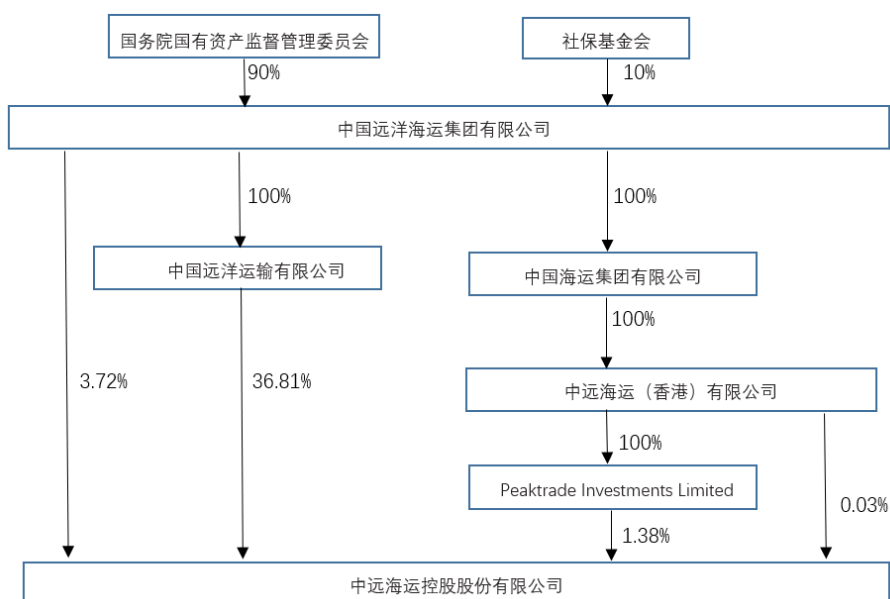 国务院国有资产监督管理委员会
社保基金会
90%
10%
中国远洋海运集团有限公司
100%
100%
中国远洋运输有限公司
中国海运集团有限公司
100%
3.72%
36.81%
中远海运（香港）有限公司
100%
Peaktrade Investments Limited
0.03%
1.38%
中远海运控股股份有限公司